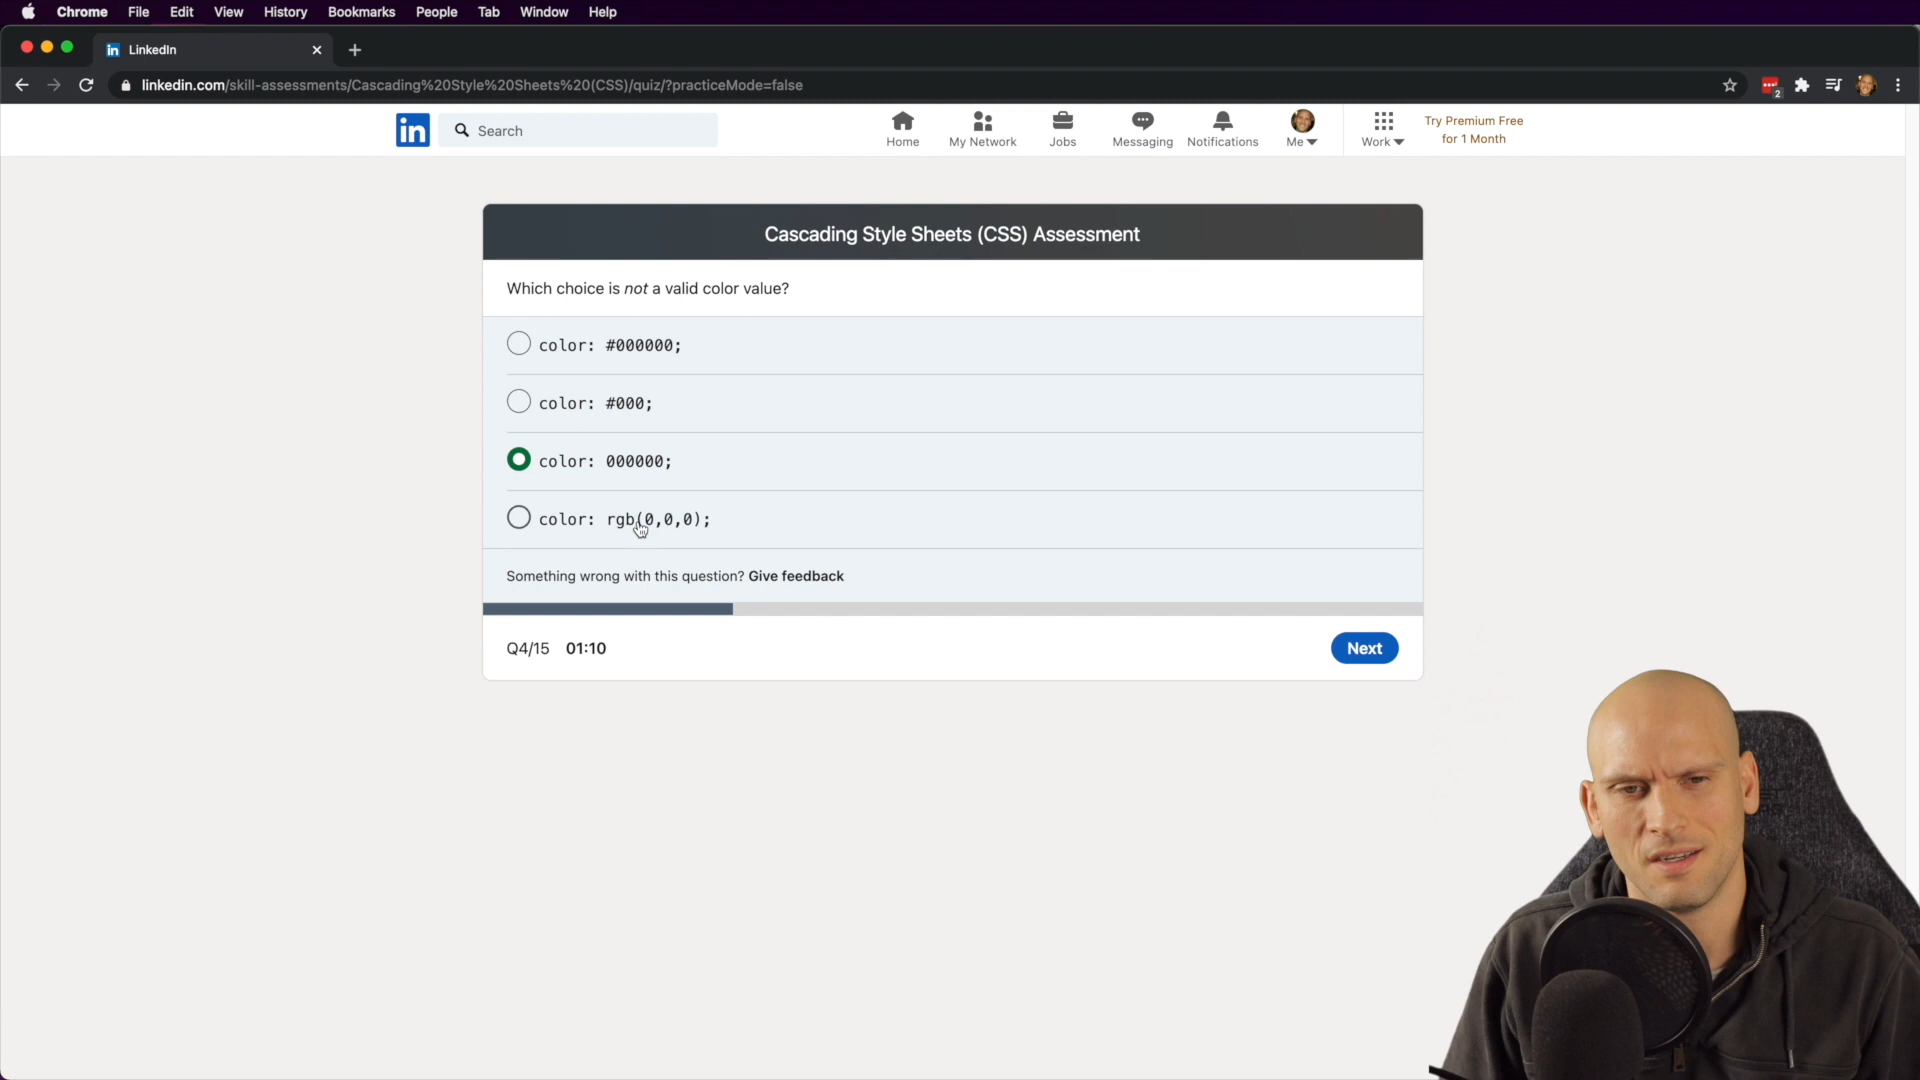 Chrome File Edit View History Bookmarks People Tab Window Help
in LinkedIn
linkedin.com/skill-assessments/Cascading%20Style%20Sheets%20(CSS)/quiz/?practiceMode=false
2
in Search
Home My Network Jobs Messaging Notifications Me Work
Try Premium Free
for 1 Month
Cascading Style Sheets (CSS) Assessment
Which choice is not a valid color value?
color: #000000;
color: #000;
color: 000000;
color: rgb(0,0,0);
Something wrong with this question? Give feedback
Q4/15 01:10
Next